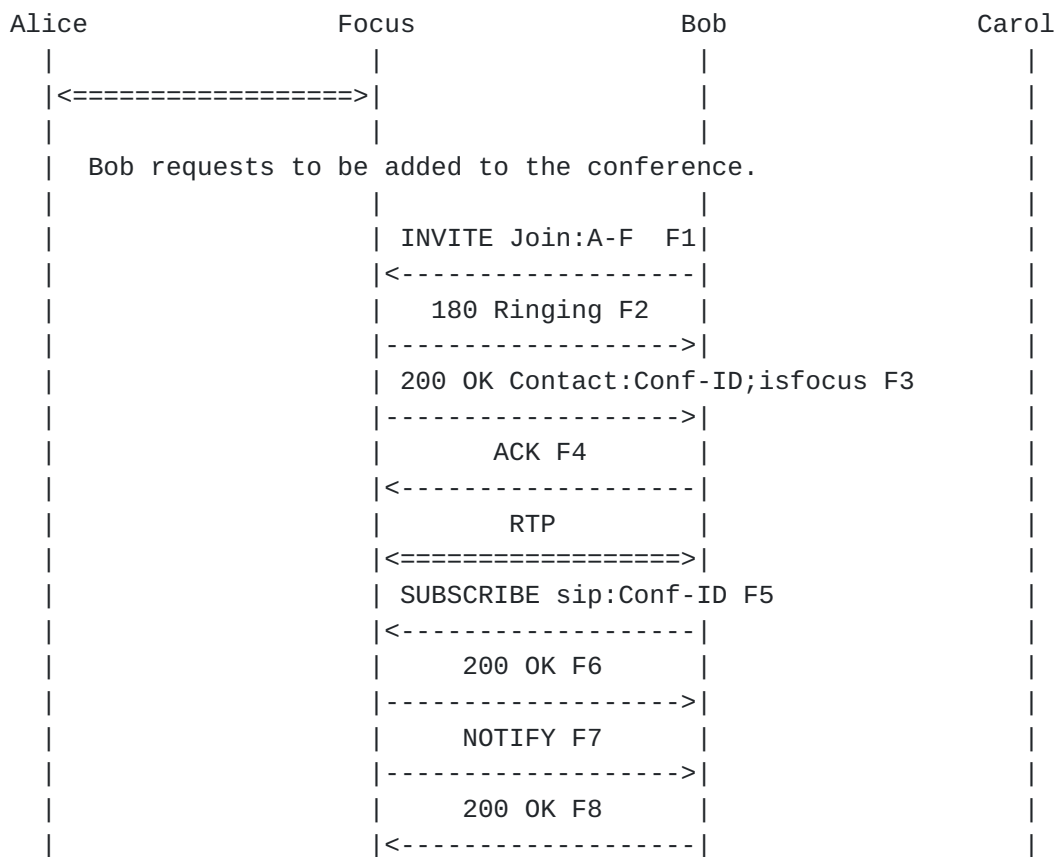 Alice Focus Bob Carol
Bob requests to be added to the conference.
INVITE Join:A-F F1
180 Ringing F2
200 OK Contact:Conf-ID;isfocus F3
ACK F4
RTP
SUBSCRIBE sip:Conf-ID F5
200 OK F6
NOTIFY F7
200 OK F8